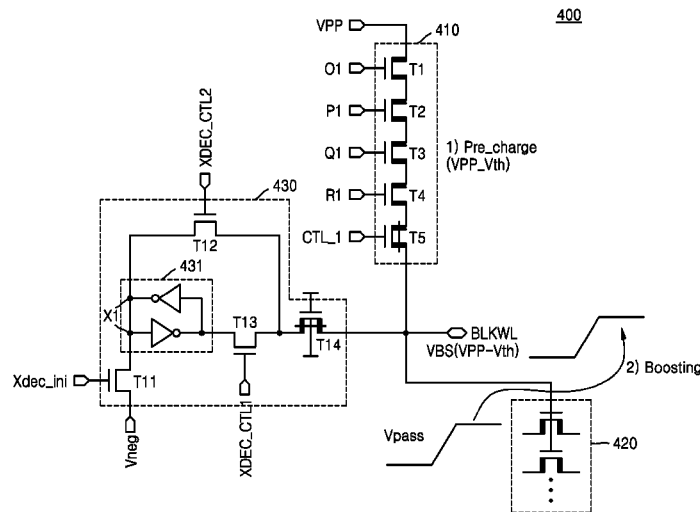 400
VPP
410
O1
T1
P1
T2
Q1
T3
1) Pre_charge
(VPP_Vth)
R1
T4
CTL_1
T5
XDEC_CTL2
430
T12
431
X1
T13
T14
BLKWL
VBS(VPP-Vth)
2) Boosting
Xdec_ini
T11
Vneg
XDEC_CTL1
Vpass
420